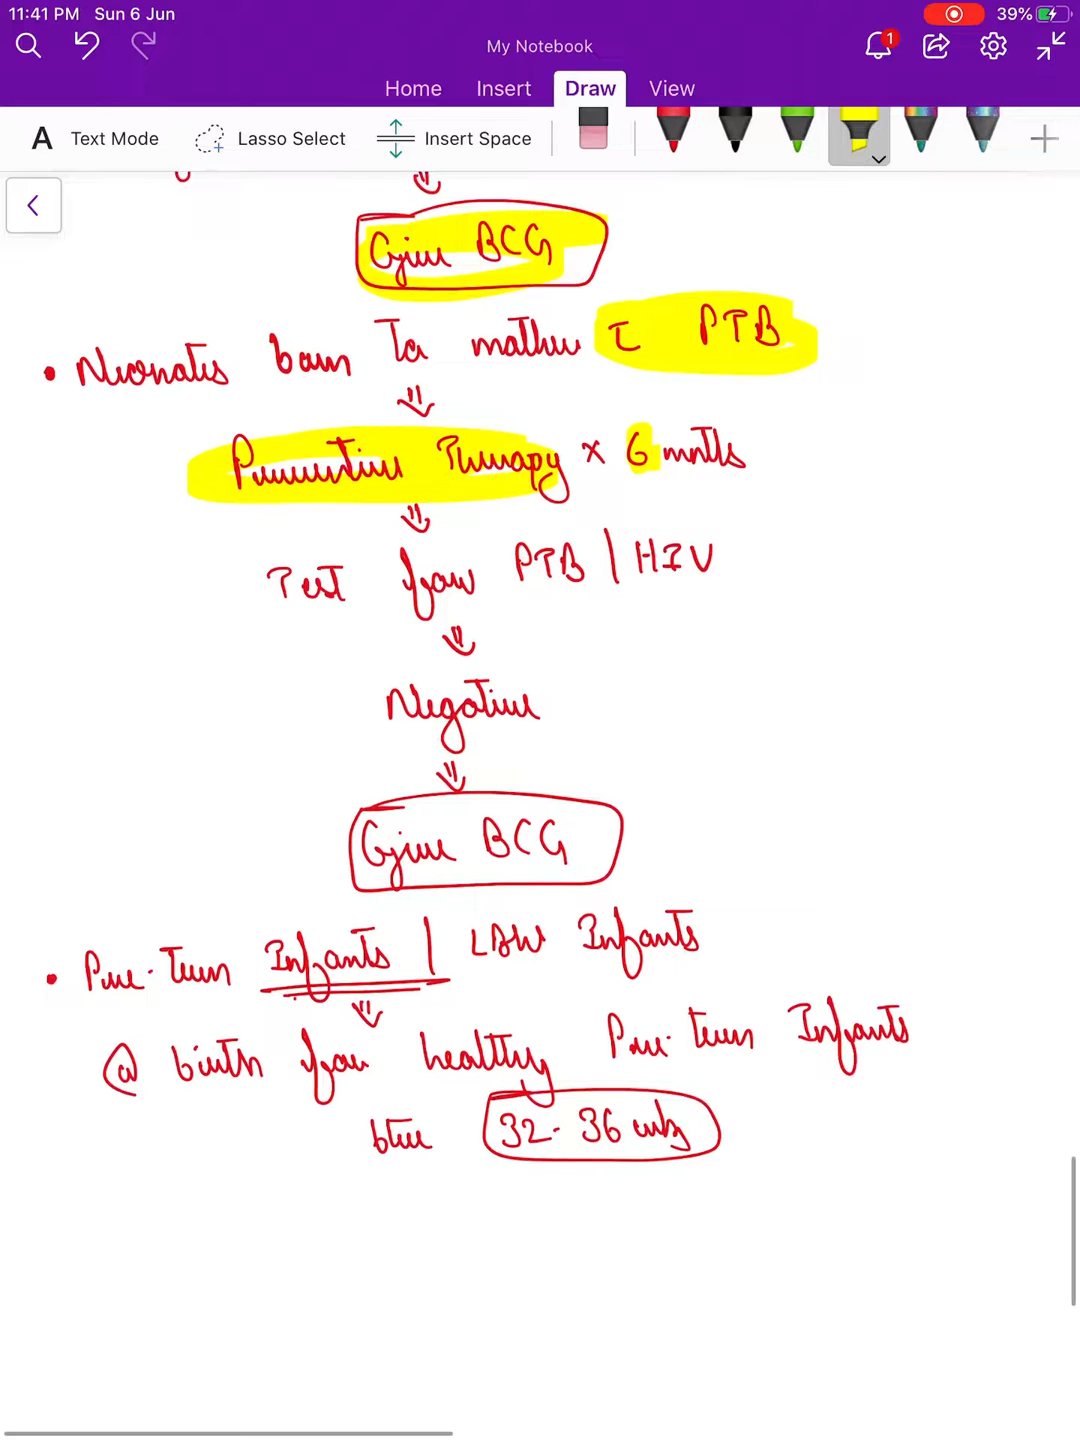 11:41 PM Sun 6 Jun
39%
My Notebook
1
Home Insert Draw View
A Text Mode Lasso Select Insert Space
Give BCG
• Neonates born to mother c PTB
Preventive Therapy x 6 mnths
Test for PTB / HIV
Negative
Give BCG
• Pre-term Infants / LBW Infants
@ birth for healthy Pre-term Infants
btw 32-36 wks